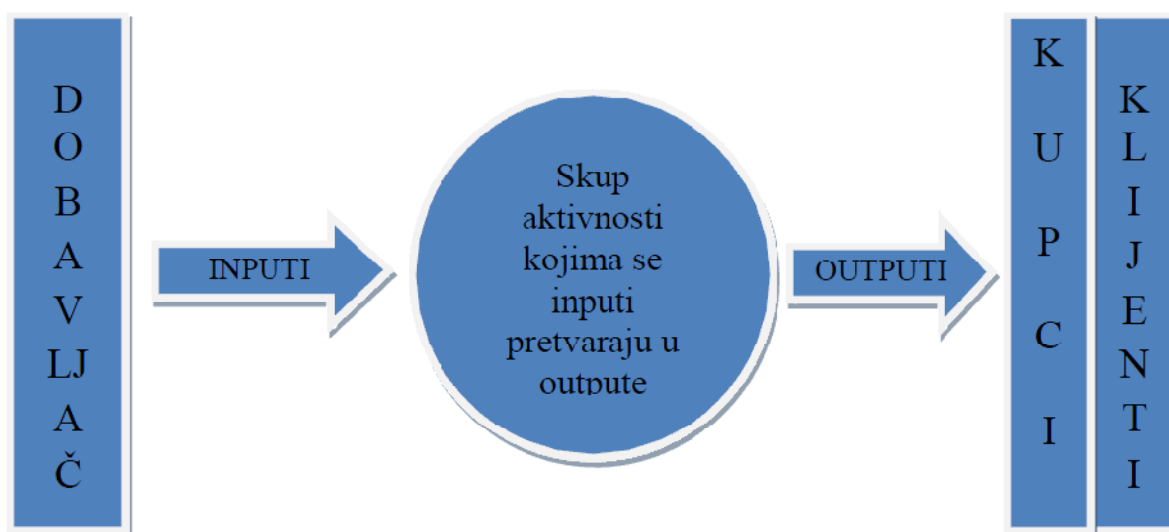 D
O
B
A
V
LJ
A
Č
INPUTI
Skup
aktivnosti
kojima se
inputi
pretvaraju u
outpute
OUTPUTI
K
U
P
C
I
K
L
I
J
E
N
T
I